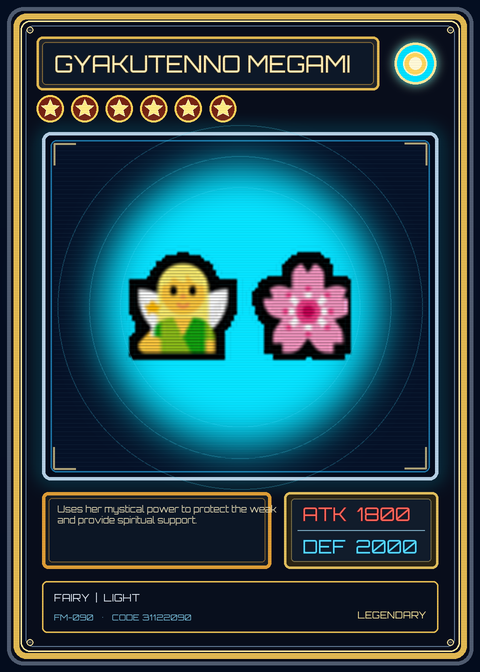 GYAKUTENNO MEGAMI
Uses her mystical power to protect the weak
and provide spiritual support.
ATK 1800
DEF 2000
FAIRY | LIGHT
FM-090 · CODE 31122090
LEGENDARY